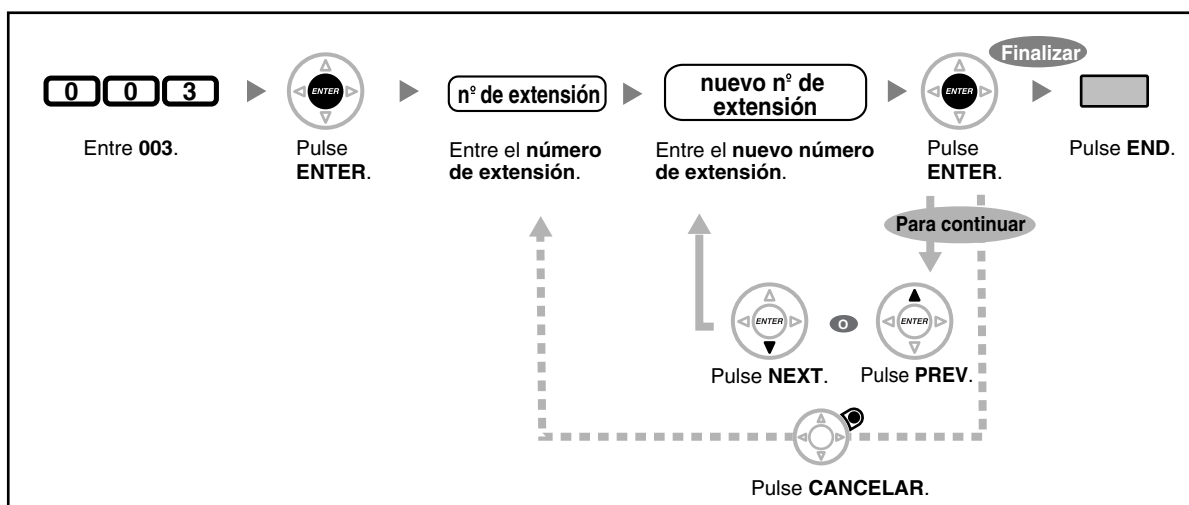 Finalizar
0 0 3
ENTER
nº de extensión
nuevo nº de
extensión
ENTER
Entre 003.
Pulse
ENTER.
Entre el número
de extensión.
Entre el nuevo número
de extensión.
Pulse
ENTER.
Pulse END.
Para continuar
ENTER
O
ENTER
Pulse NEXT.
Pulse PREV.
Pulse CANCELAR.